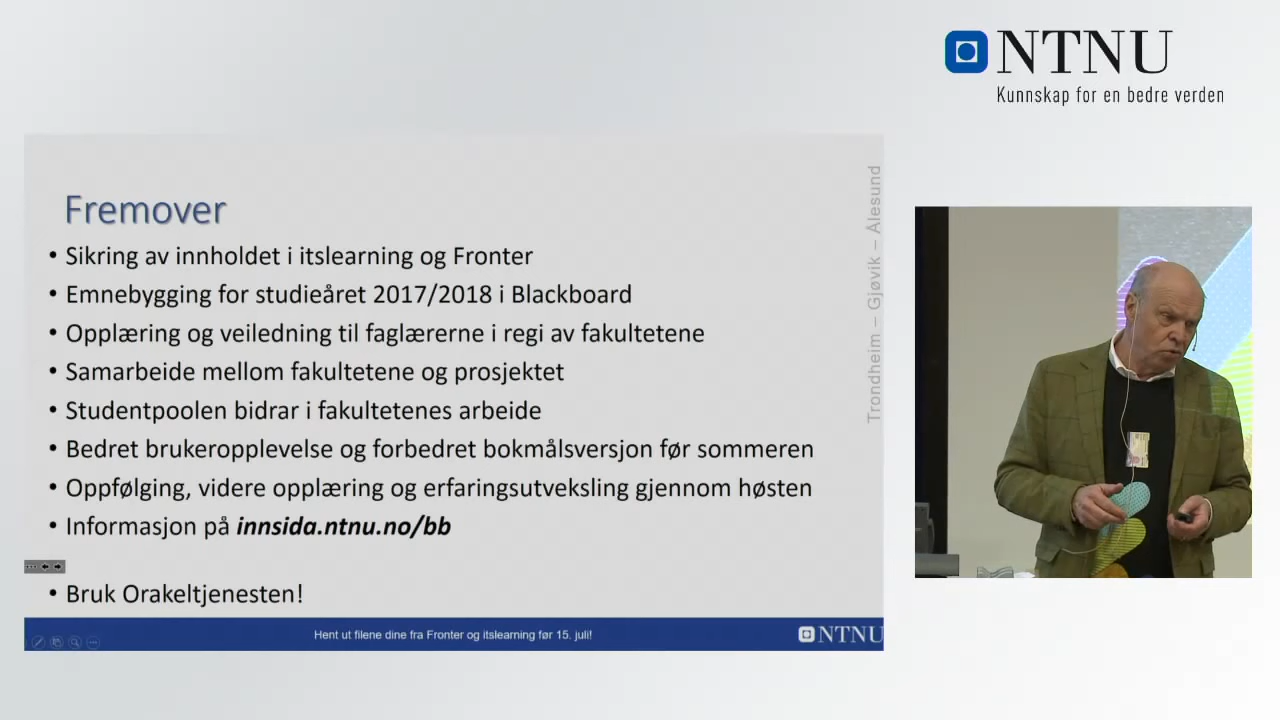 NTNU
Kunnskap for en bedre verden
Fremover
• Sikring av innholdet i itslearning og Fronter
• Emnebygging for studieåret 2017/2018 i Blackboard
• Opplæring og veiledning til faglærerne i regi av fakultetene
• Samarbeide mellom fakultetene og prosjektet
• Studentpoolen bidrar i fakultetenes arbeide
• Bedret brukeropplevelse og forbedret bokmålsversjon før sommeren
• Oppfølging, videre opplæring og erfaringsutveksling gjennom høsten
• Informasjon på innsida.ntnu.no/bb
• Bruk Orakeltjenesten!
Trondheim – Gjøvik – Ålesund
Hent ut filene dine fra Fronter og itslearning før 15. juli!
NTNU